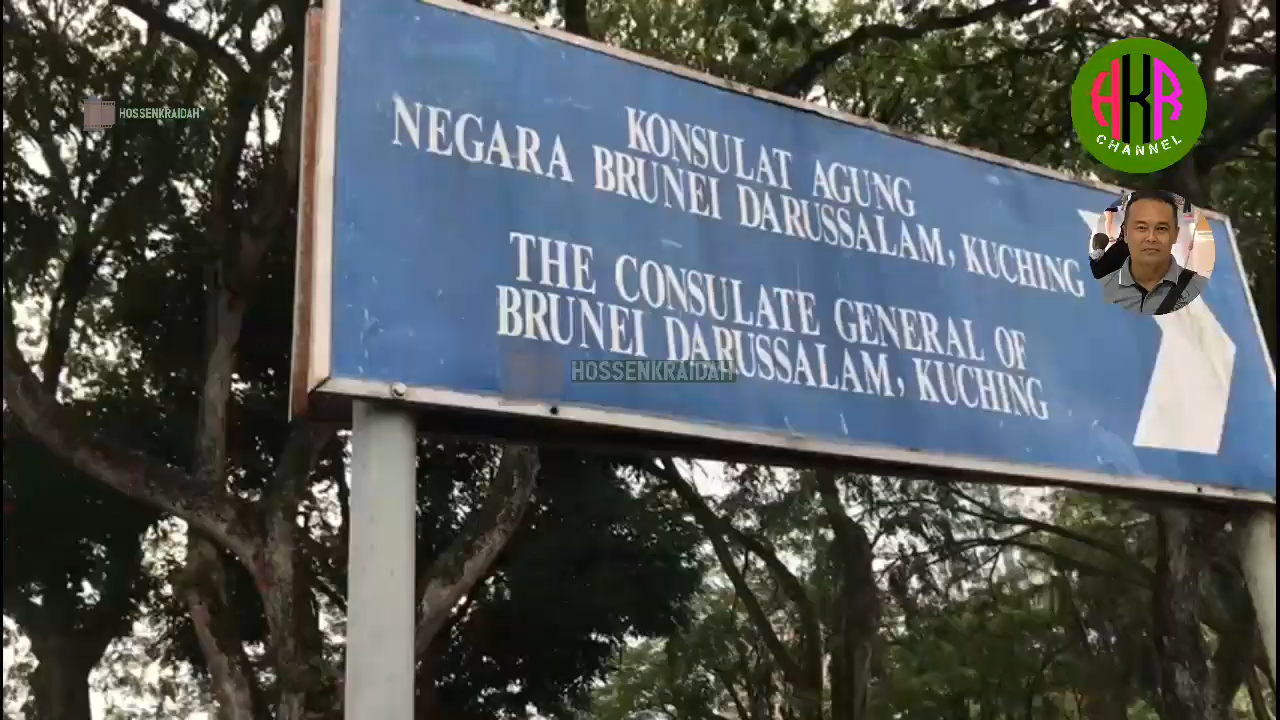 HOSSENKRAIDAH
AKR
CHANNEL
KONSULAT AGUNG
NEGARA BRUNEI DARUSSALAM, KUCHING
THE CONSULATE GENERAL OF
BRUNEI DARUSSALAM, KUCHING
HOSSENKRAIDAH